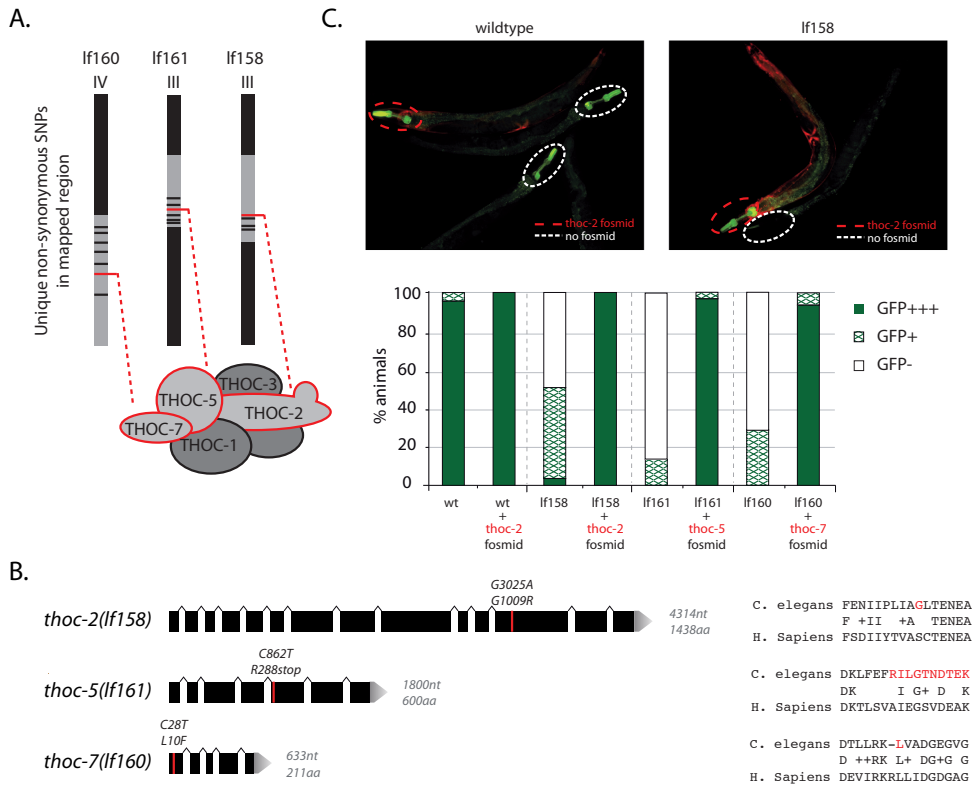 A.
lf160
lf161
lf158
IV
III
III
Unique non-synonymous SNPs
in mapped region
THOC-3
THOC-5
THOC-2
THOC-7
THOC-1
C.
wildtype
lf158
thoc-2 fosmid
no fosmid
thoc-2 fosmid
no fosmid
% animals
100
80
60
40
20
0
GFP+++
GFP+
GFP-
wt
wt
+
thoc-2
fosmid
lf158
lf158
+
thoc-2
fosmid
lf161
lf161
+
thoc-5
fosmid
lf160
lf160
+
thoc-7
fosmid
B.
thoc-2(lf158)
G3025A
G1009R
4314nt
1438aa
C. elegans FENIIPLIAGLTENEA
F +II +A TENEA
H. Sapiens FSDIIYTVASCTENEA
thoc-5(lf161)
C862T
R288stop
1800nt
600aa
C. elegans DKLFEFRILGTNDTEK
DK I G+ D K
H. Sapiens DKTLSVAIEGSVDEAK
thoc-7(lf160)
C28T
L10F
633nt
211aa
C. elegans DTLLRK-LVADGEGVG
D ++RK L+ DG+G G
H. Sapiens DEVIRKRLLIDGDGAG